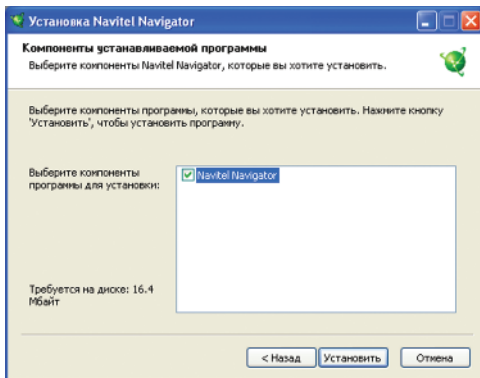 Установка Navitel Navigator
Компоненты устанавливаемой программы
Выберите компоненты Navitel Navigator, которые вы хотите установить.
Выберите компоненты программы, которые вы хотите установить. Нажмите кнопку
'Установить', чтобы установить программу.
Выберите компоненты
программы для установки:
Navitel Navigator
Требуется на диске: 16.4
Мбайт
< Назад
Установить
Отмена